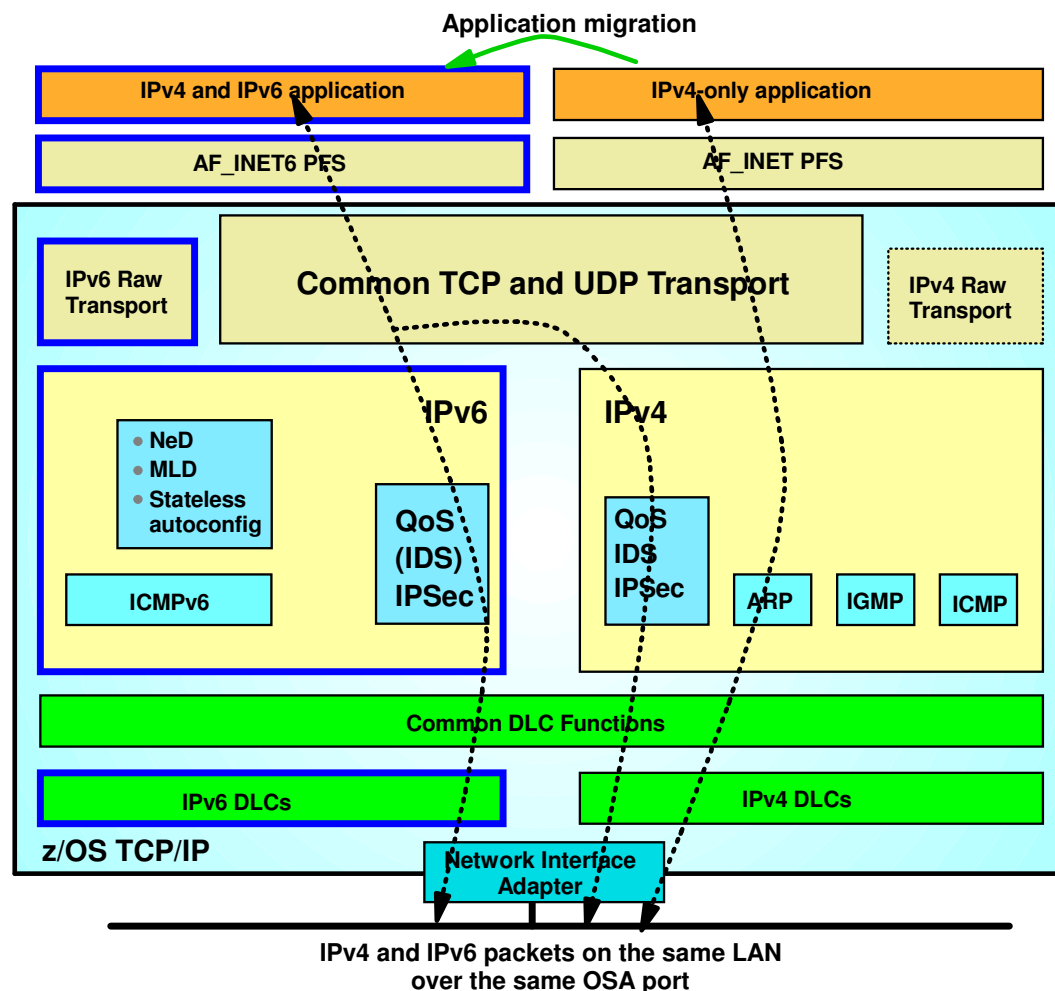 Application migration
IPv4 and IPv6 application
IPv4-only application
AF_INET6 PFS
AF_INET PFS
IPv6 Raw
Transport
Common TCP and UDP Transport
IPv4 Raw
Transport
IPv6
NeD
MLD
Stateless
autoconfig
QoS
(IDS)
IPSec
ICMPv6
IPv4
QoS
IDS
IPSec
ARP
IGMP
ICMP
Common DLC Functions
IPv6 DLCs
IPv4 DLCs
z/OS TCP/IP
Network Interface
Adapter
IPv4 and IPv6 packets on the same LAN
over the same OSA port